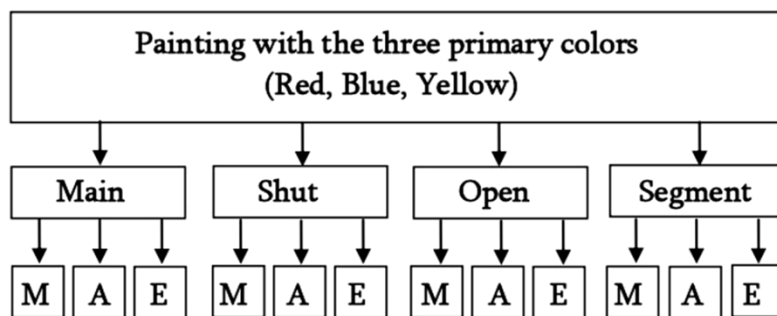 Painting with the three primary colors
(Red, Blue, Yellow)
Main Shut Open Segment
M A E M A E M A E M A E